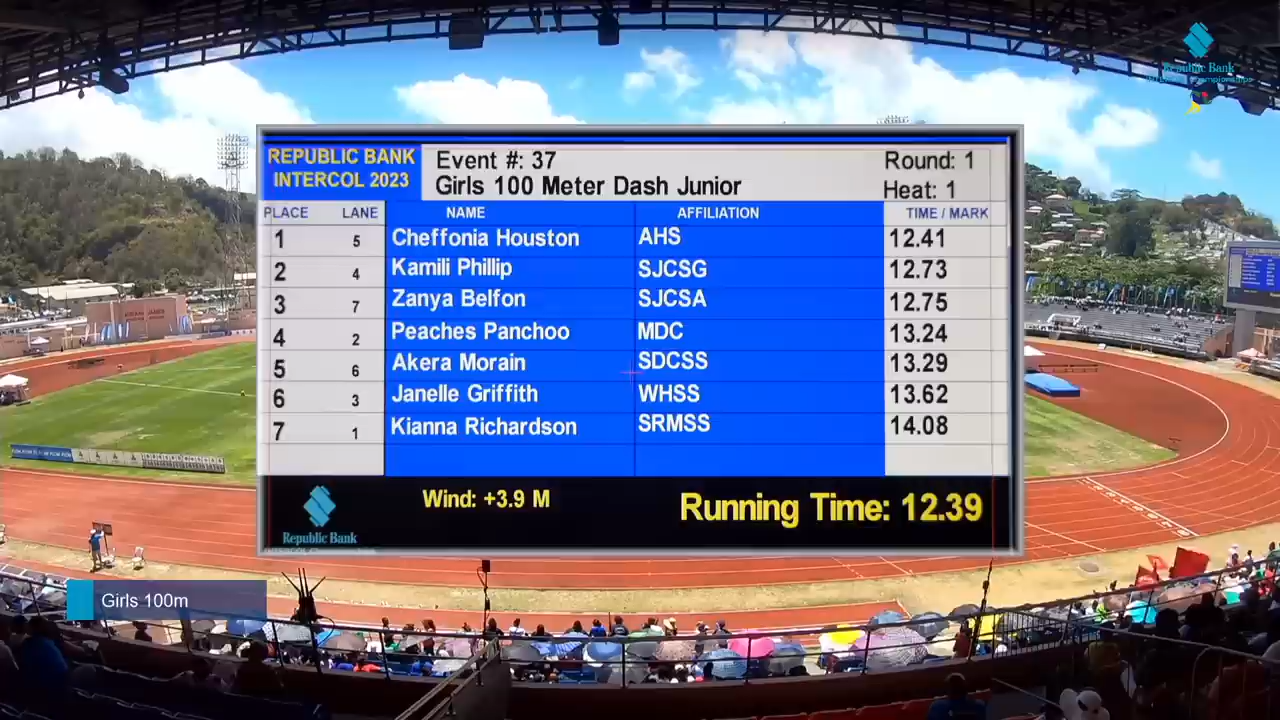 Republic Bank
REPUBLIC BANK
INTERCOL 2023
Event #: 37
Girls 100 Meter Dash Junior
Round: 1
Heat: 1
PLACE LANE NAME AFFILIATION TIME / MARK
1 5 Cheffonia Houston AHS 12.41
2 4 Kamili Phillip SJCSG 12.73
3 7 Zanya Belfon SJCSA 12.75
4 2 Peaches Panchoo MDC 13.24
5 6 Akera Morain SDCSS 13.29
6 3 Janelle Griffith WHSS 13.62
7 1 Kianna Richardson SRMSS 14.08
Republic Bank
Wind: +3.9 M
Running Time: 12.39
Girls 100m